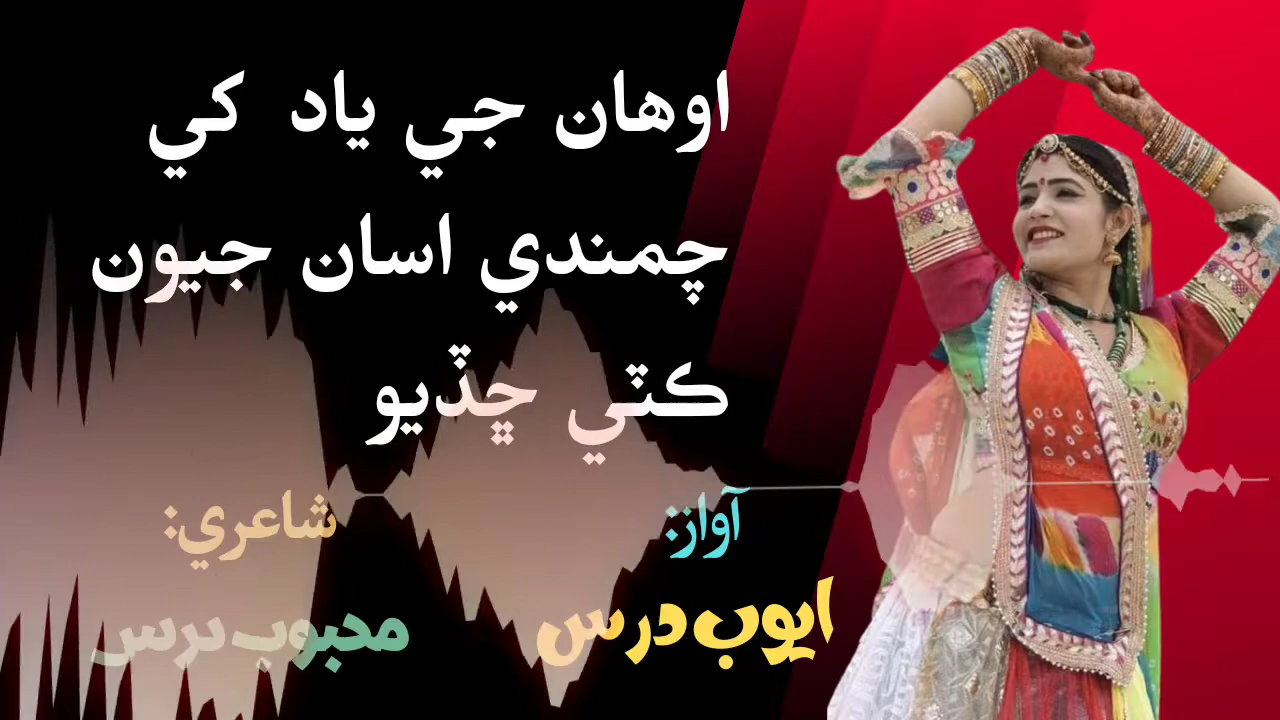 اوهان جي ياد کي
چمندي اسان جيون
ڪٽي ڇڏيو
آواز:
شاعري:
ايوب درس
محبوب درس